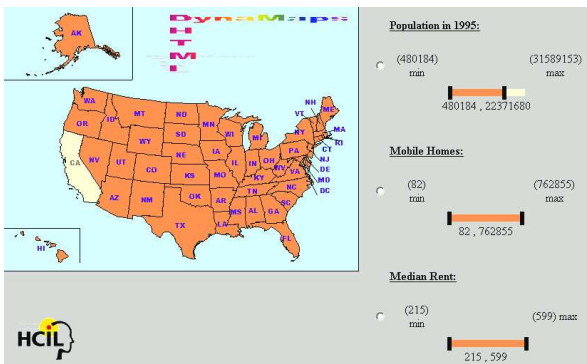 DynaMaps
DHTML
AK
WA
OR
CA
NV
ID
MT
WY
UT
AZ
CO
NM
ND
SD
NE
KS
OK
TX
MN
IA
MO
AR
LA
WI
IL
MS
MI
IN
KY
TN
AL
OH
WV
GA
FL
SC
NC
VA
PA
NY
VT
NH
ME
MA
RI
CT
NJ
DE
MD
DC
HI
HCIL
Population in 1995:
(480184) (31589153)
min max
480184 , 22371680
Mobile Homes:
(82) (762855)
min max
82 , 762855
Median Rent:
(215) (599) max
min
215 , 599